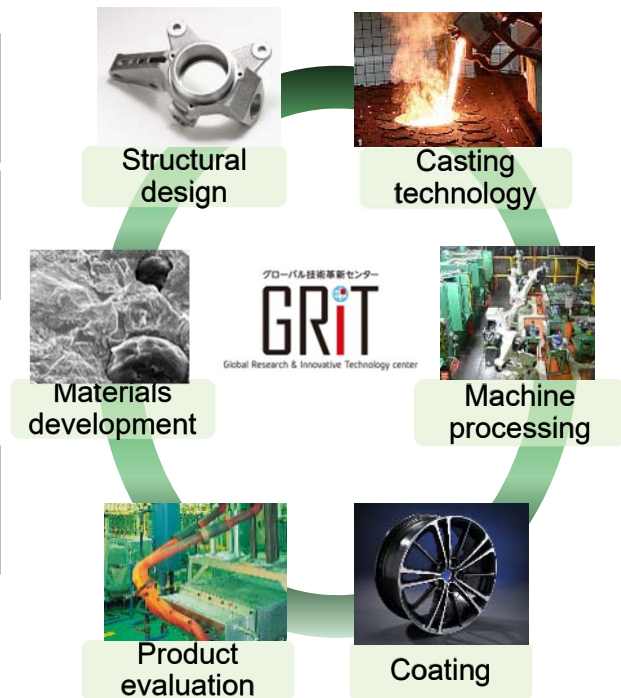 Structural
design
Casting
technology
グローバル技術革新センター
GRiT
Global Research & Innovative Technology center
Materials
development
Machine
processing
Product
evaluation
Coating